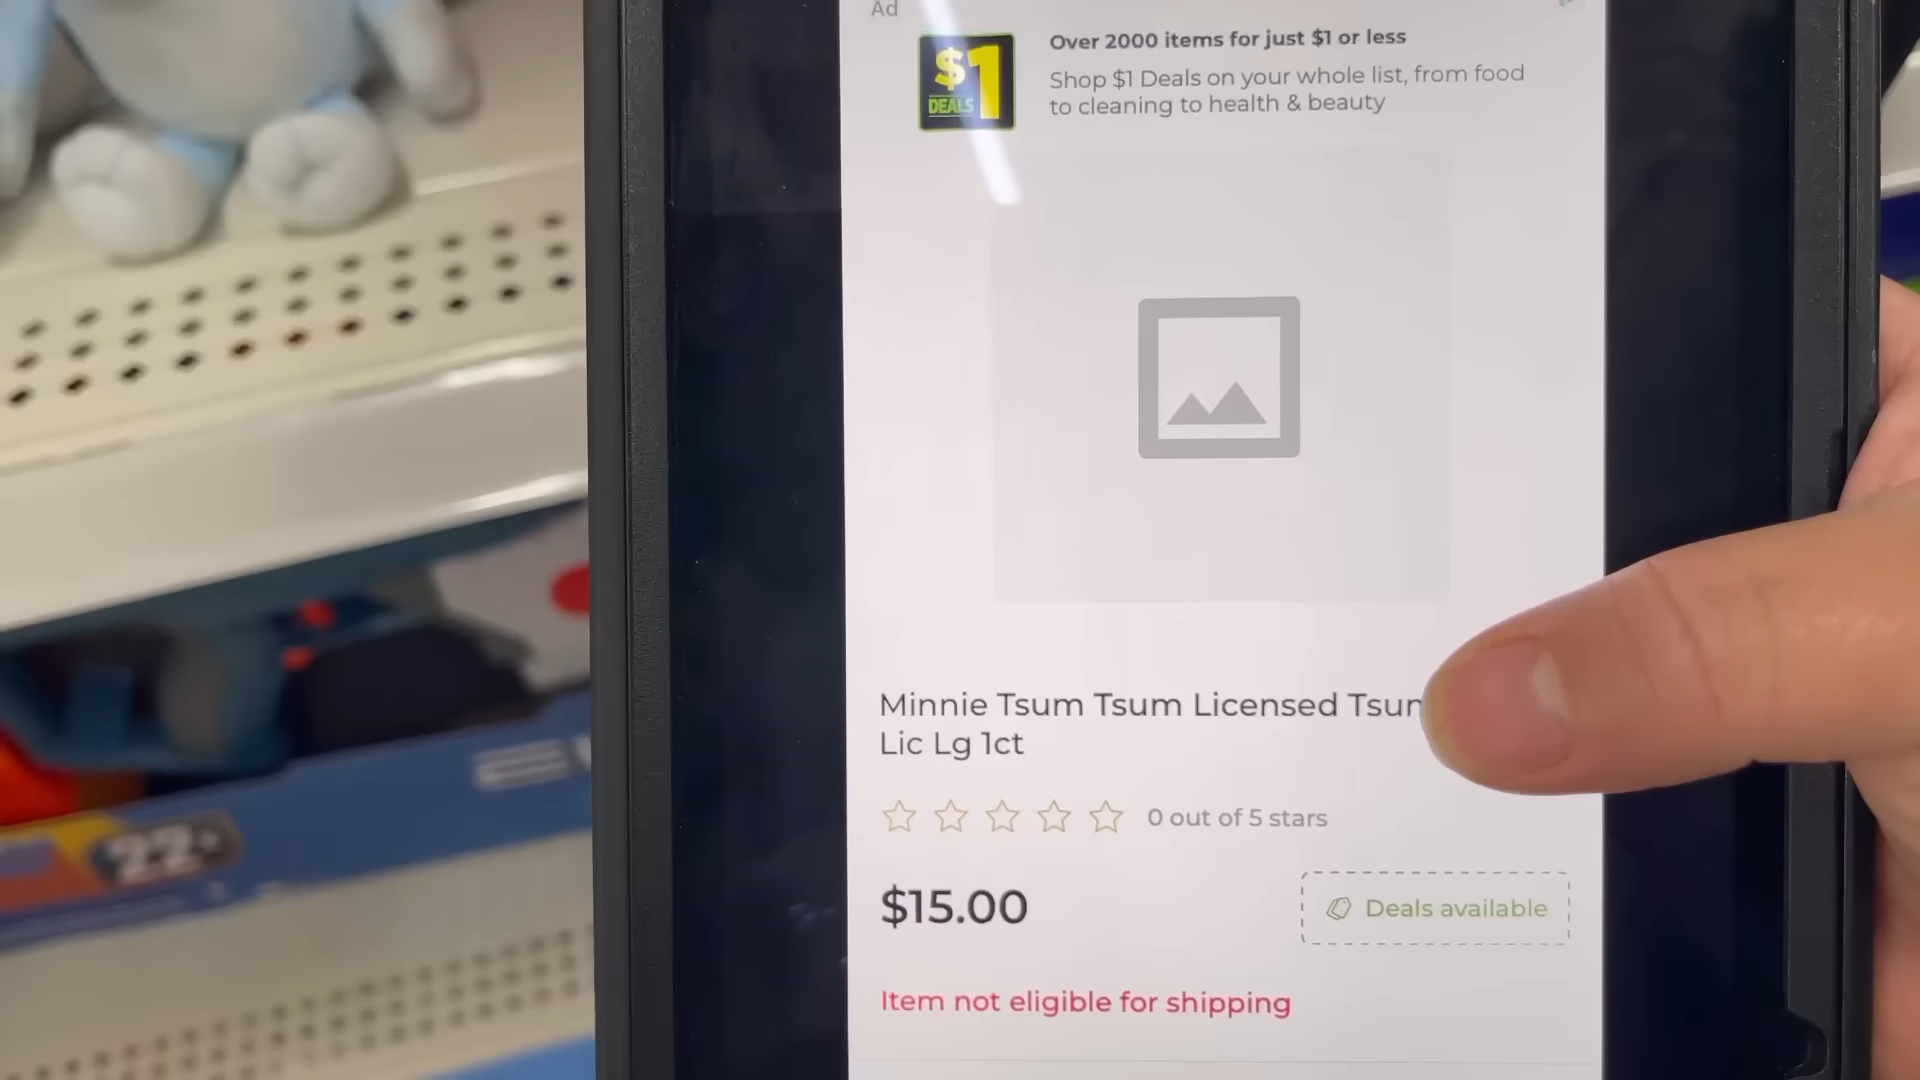 Ad
$1
DEALS
Over 2000 items for just $1 or less
Shop $1 Deals on your whole list, from food
to cleaning to health & beauty
Minnie Tsum Tsum Licensed
Lic Lg 1ct
0 out of 5 stars
$15.00
Deals available
Item not eligible for shipping
22